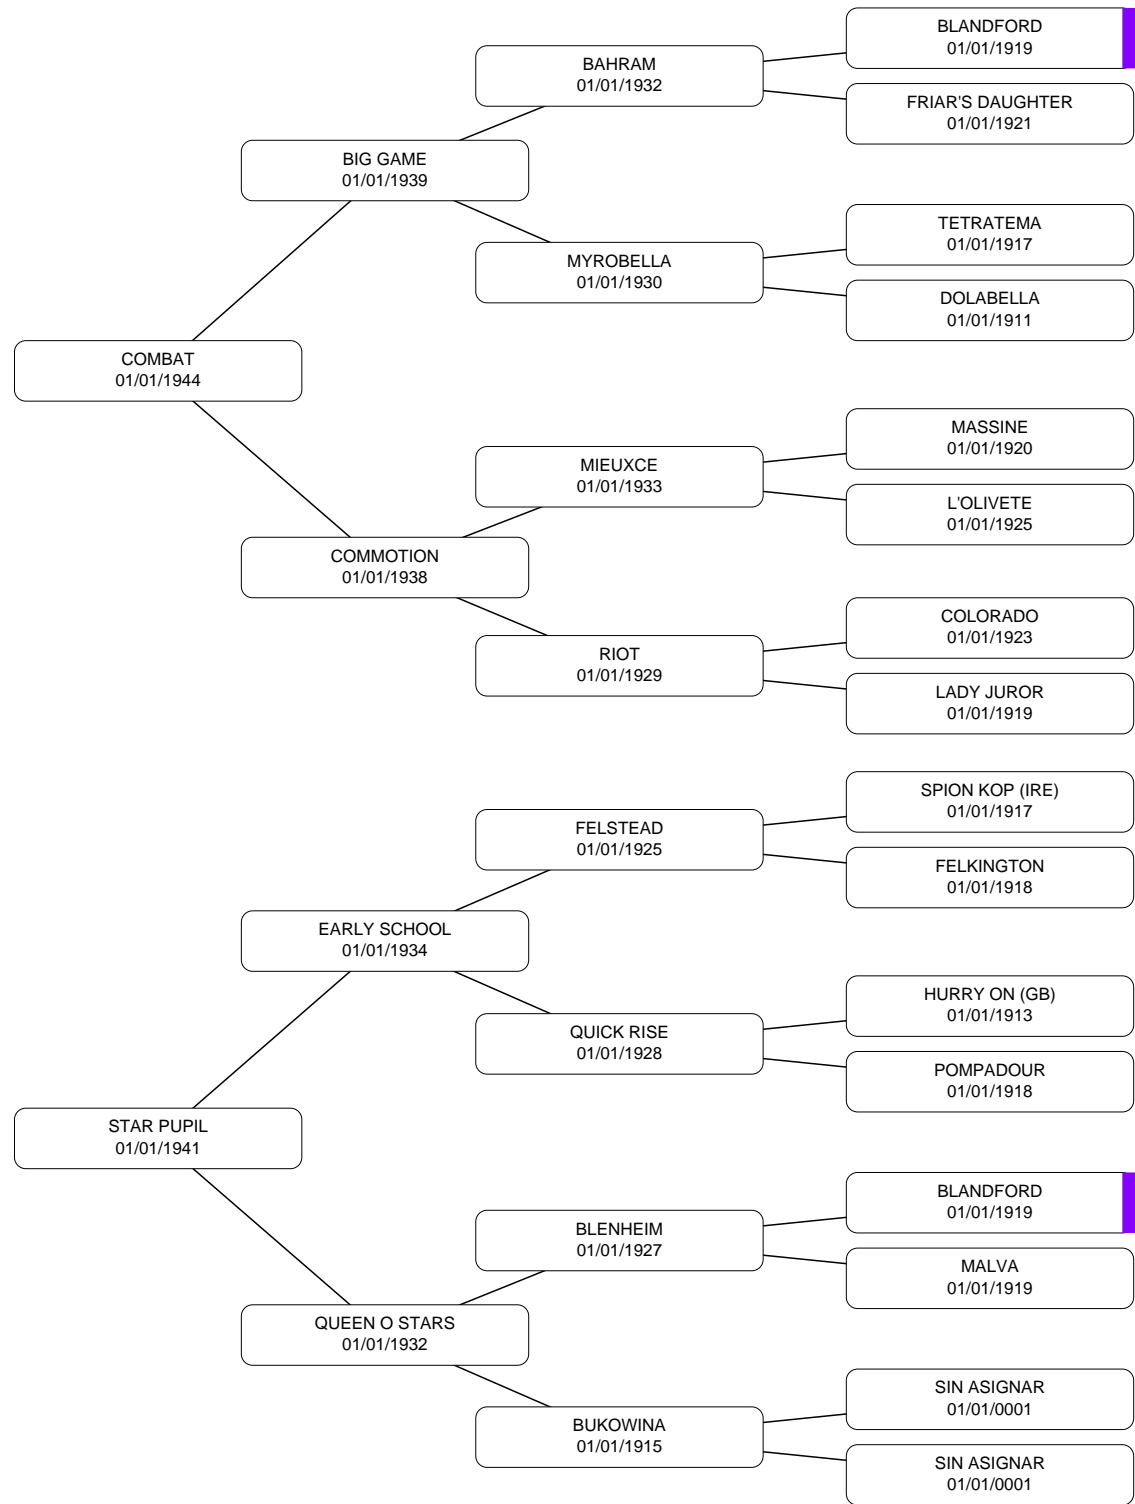 BLANDFORD
01/01/1919
BAHRAM
01/01/1932
FRIAR'S DAUGHTER
01/01/1921
BIG GAME
01/01/1939
TETRATEMA
01/01/1917
MYROBELLA
01/01/1930
DOLABELLA
01/01/1911
COMBAT
01/01/1944
MASSINE
01/01/1920
MIEUXCE
01/01/1933
L'OLIVETE
01/01/1925
COMMOTION
01/01/1938
COLORADO
01/01/1923
RIOT
01/01/1929
LADY JUROR
01/01/1919
SPION KOP (IRE)
01/01/1917
FELSTEAD
01/01/1925
FELKINGTON
01/01/1918
EARLY SCHOOL
01/01/1934
HURRY ON (GB)
01/01/1913
QUICK RISE
01/01/1928
POMPADOUR
01/01/1918
STAR PUPIL
01/01/1941
BLANDFORD
01/01/1919
BLENHEIM
01/01/1927
MALVA
01/01/1919
QUEEN O STARS
01/01/1932
SIN ASIGNAR
01/01/0001
BUKOWINA
01/01/1915
SIN ASIGNAR
01/01/0001